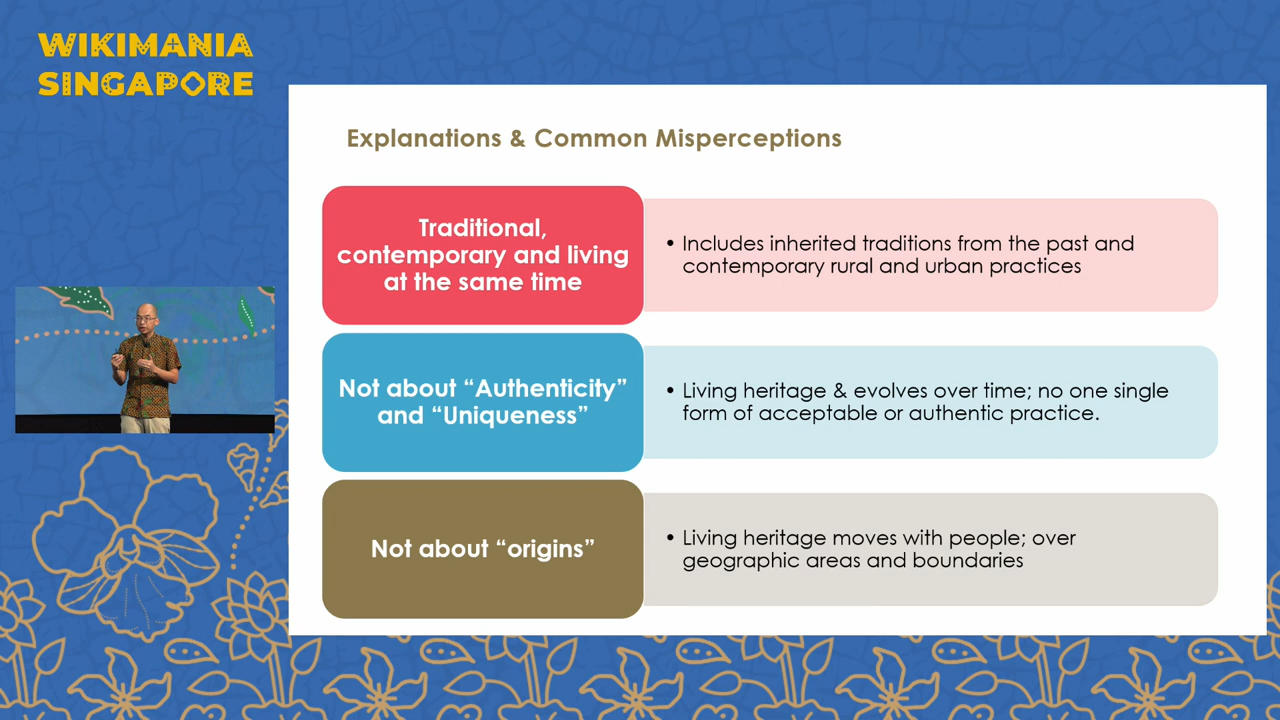 WIKIMANIA
SINGAPORE
Explanations & Common Misperceptions
Traditional,
contemporary and living
at the same time
• Includes inherited traditions from the past and
contemporary rural and urban practices
Not about “Authenticity”
and “Uniqueness”
• Living heritage & evolves over time; no one single
form of acceptable or authentic practice.
Not about “origins”
• Living heritage moves with people; over
geographic areas and boundaries